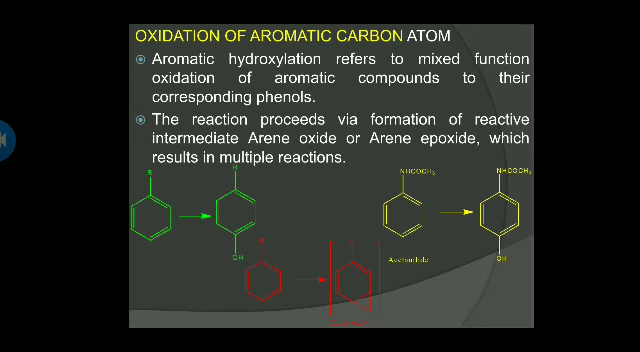 OXIDATION OF AROMATIC CARBON ATOM
Aromatic hydroxylation refers to mixed function
oxidation of aromatic compounds to their
corresponding phenols.
The reaction proceeds via formation of reactive
intermediate Arene oxide or Arene epoxide, which
results in multiple reactions.
R
R
NHCOCH₃
NHCOCH₃
OH
Acetanilide
OH